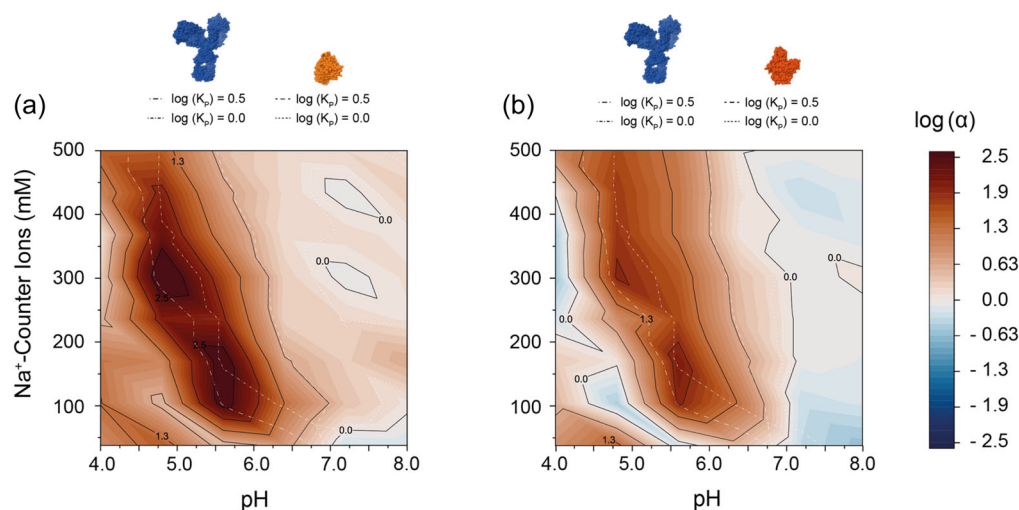 (a)
log (Kₚ) = 0.5 log (Kₚ) = 0.5
log (Kₚ) = 0.0 log (Kₚ) = 0.0
(b)
log (Kₚ) = 0.5 log (Kₚ) = 0.5
log (Kₚ) = 0.0 log (Kₚ) = 0.0
Na⁺-Counter Ions (mM)
500
400
300
200
100
1.3
0.0
0.0
2.5
2.5
0.0
1.3
4.0 5.0 6.0 7.0 8.0
pH
500
400
300
200
100
0.0
0.0
1.3
0.0
0.0
1.3
4.0 5.0 6.0 7.0 8.0
pH
log (α)
2.5
1.9
1.3
0.63
0.0
- 0.63
- 1.3
- 1.9
- 2.5